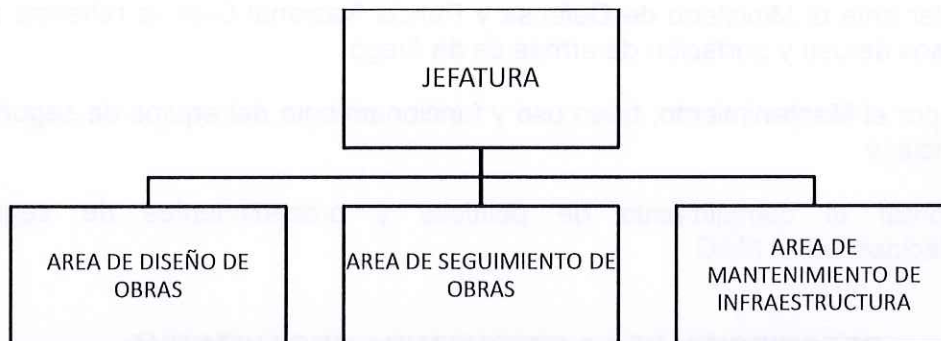 JEFATURA
AREA DE DISEÑO DE
OBRAS
AREA DE SEGUIMIENTO DE
OBRAS
AREA DE
MANTENIMIENTO DE
INFRAESTRUCTURA